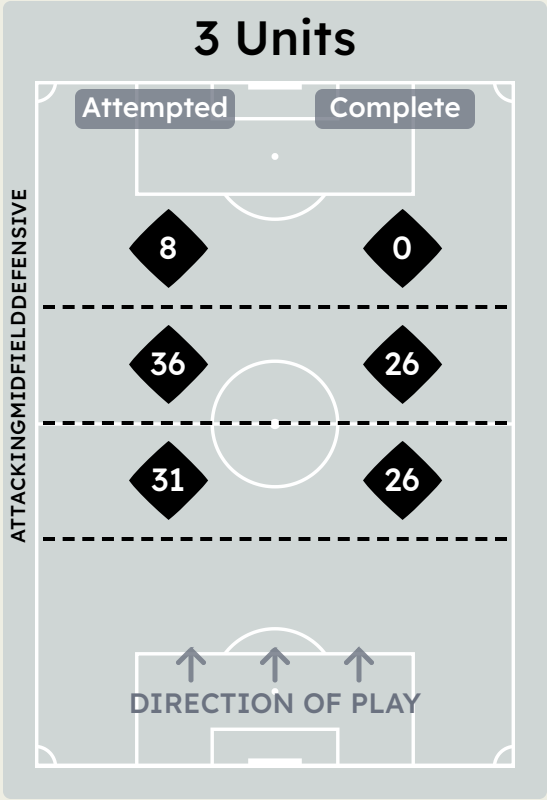 3 Units
Attempted Complete
8 0
36 26
31 26
ATTACKINGMIDFIELDDEFENSIVE
DIRECTION OF PLAY